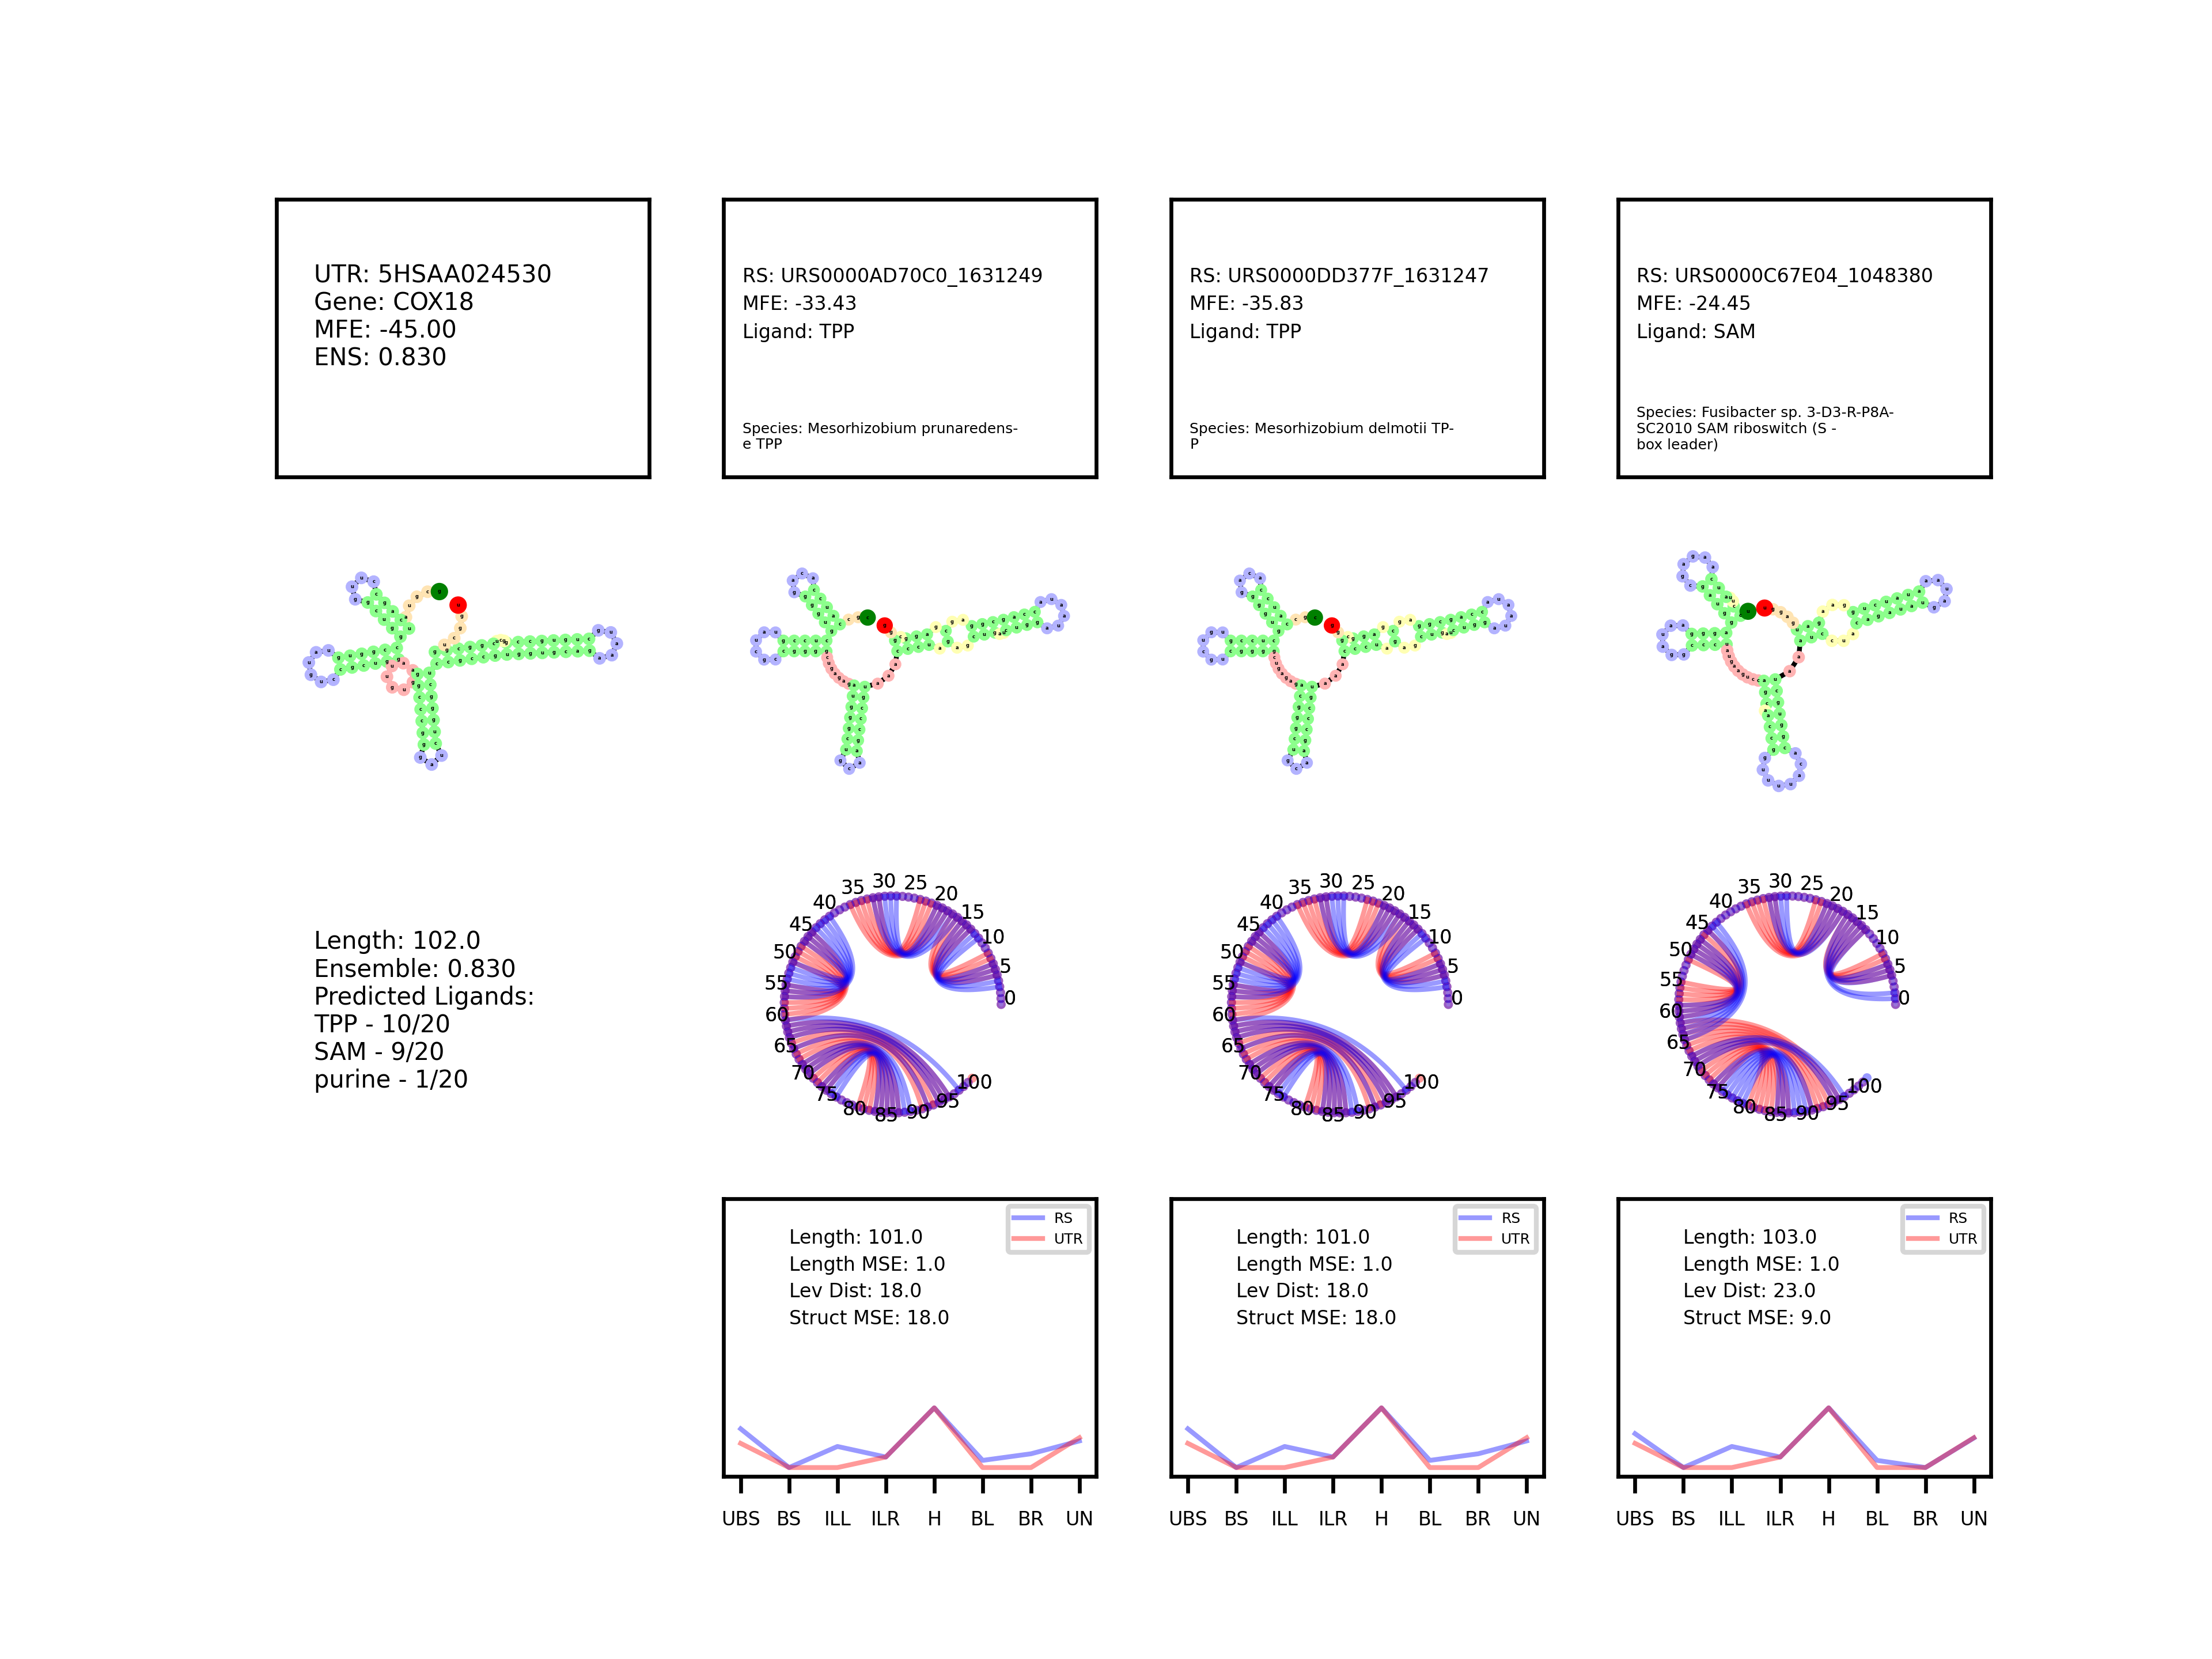 UTR: 5HSAA024530
Gene: COX18
MFE: -45.00
ENS: 0.830
RS: URS0000AD70C0_1631249
MFE: -33.43
Ligand: TPP
Species: Mesorhizobium prunaredens-
e TPP
RS: URS0000DD377F_1631247
MFE: -35.83
Ligand: TPP
Species: Mesorhizobium delmotii TP-
P
RS: URS0000C67E04_1048380
MFE: -24.45
Ligand: SAM
Species: Fusibacter sp. 3-D3-R-P8A-
SC2010 SAM riboswitch (S -
box leader)
Length: 102.0
Ensemble: 0.830
Predicted Ligands:
TPP - 10/20
SAM - 9/20
purine - 1/20
0
5
10
15
20
25
30
35
40
45
50
55
60
65
70
75
80
85
90
95
100
0
5
10
15
20
25
30
35
40
45
50
55
60
65
70
75
80
85
90
95
100
0
5
10
15
20
25
30
35
40
45
50
55
60
65
70
75
80
85
90
95
100
RS
UTR
Length: 101.0
Length MSE: 1.0
Lev Dist: 18.0
Struct MSE: 18.0
UBS BS ILL ILR H BL BR UN
RS
UTR
Length: 101.0
Length MSE: 1.0
Lev Dist: 18.0
Struct MSE: 18.0
UBS BS ILL ILR H BL BR UN
RS
UTR
Length: 103.0
Length MSE: 1.0
Lev Dist: 23.0
Struct MSE: 9.0
UBS BS ILL ILR H BL BR UN